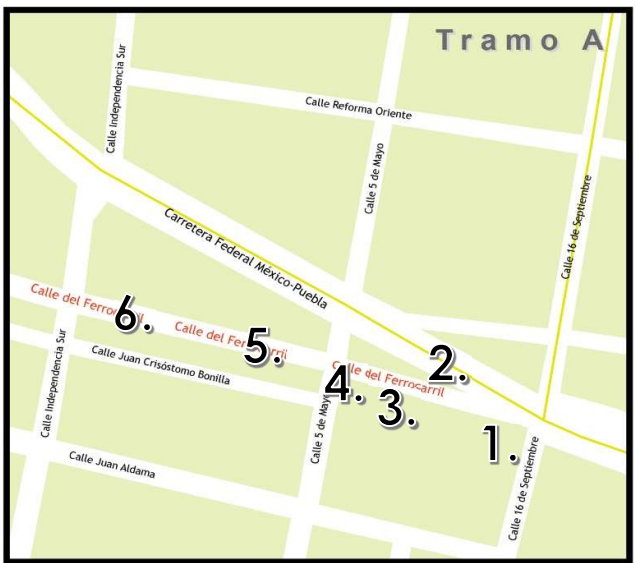 Tramo A
Calle Independencia Sur
Calle Reforma Oriente
Calle 5 de Mayo
Calle 16 de Septiembre
Carretera Federal México-Puebla
Calle del Ferrocarril
6.
Calle del Ferrocarril
5.
Calle del Ferrocarril
2.
4.
3.
1.
Calle Independencia Sur
Calle Juan Crisóstomo Bonilla
Calle 5 de Mayo
Calle 16 de Septiembre
Calle Juan Aldama